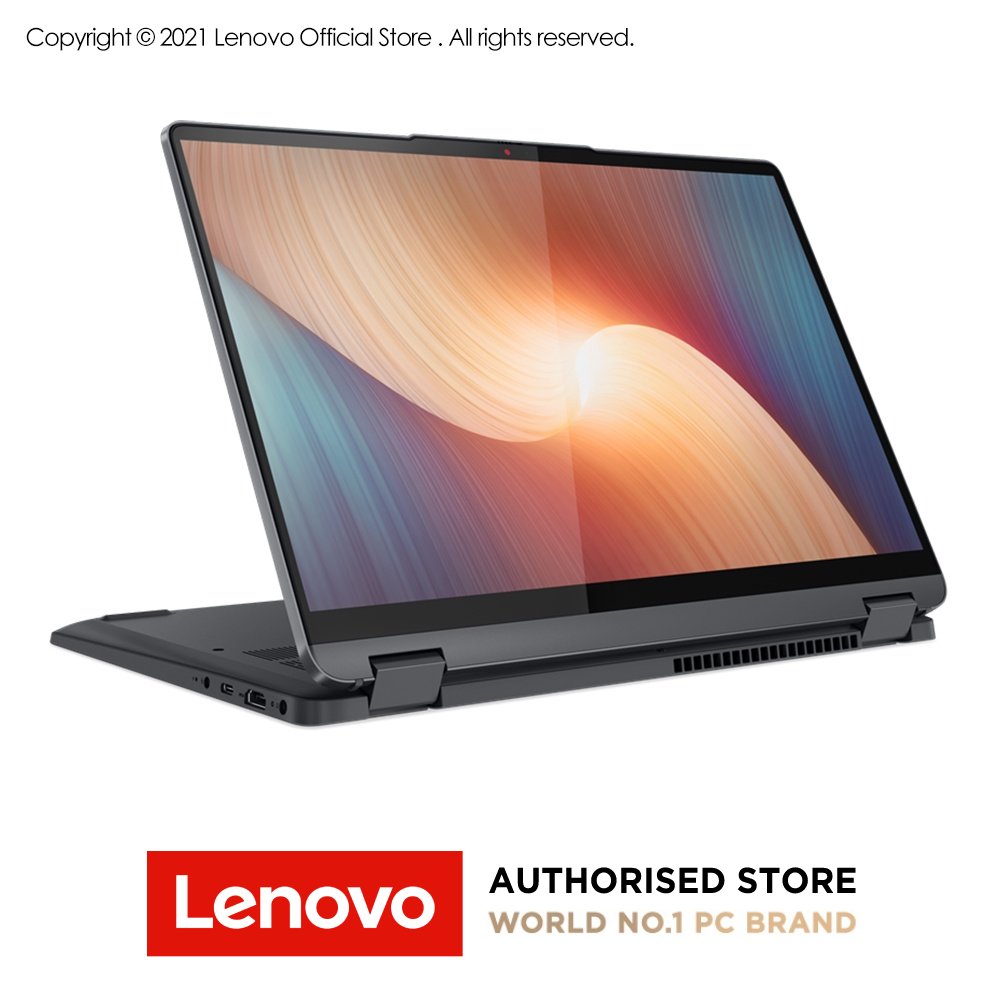 Copyright © 2021 Lenovo Official Store . All rights reserved.
Lenovo
AUTHORISED STORE
WORLD NO.1 PC BRAND